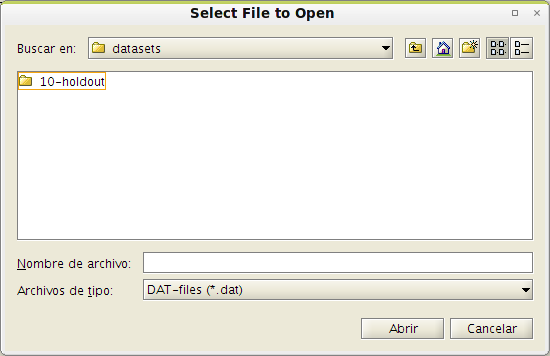 Select File to Open
Buscar en: datasets
10-holdout
Nombre de archivo:
Archivos de tipo: DAT-files (*.dat)
Abrir Cancelar